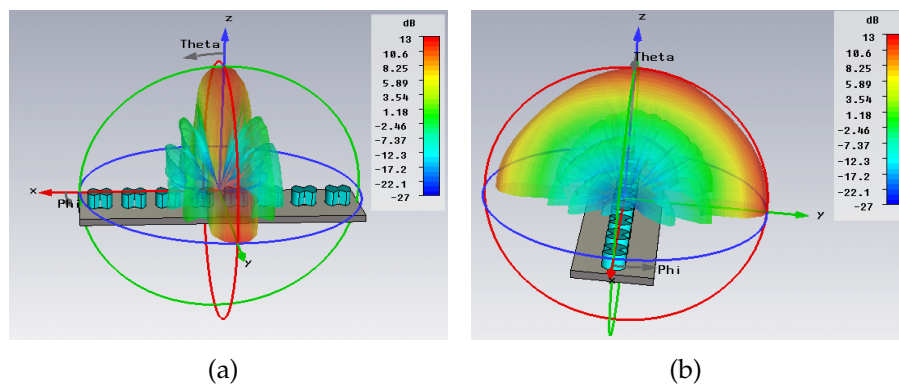 z
Theta
x
Phi
y
dB
13
10.6
8.25
5.89
3.54
1.18
-2.46
-7.37
-12.3
-17.2
-22.1
-27
(a)
z
Theta
y
Phi
x
dB
13
10.6
8.25
5.89
3.54
1.18
-2.46
-7.37
-12.3
-17.2
-22.1
-27
(b)